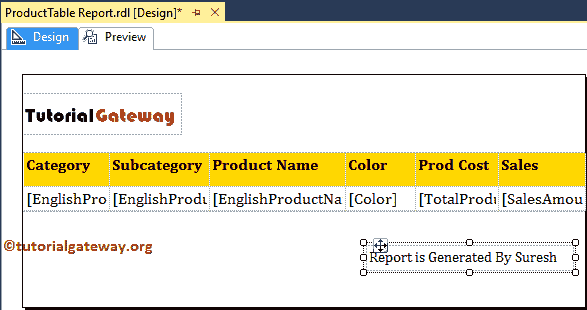 ProductTable Report.rdl [Design]*
Design Preview
TutorialGateway
Category Subcategory Product Name Color Prod Cost Sales
[EnglishPro [EnglishProdu [EnglishProductNa [Color] [TotalProdu [SalesAmou
©tutorialgateway.org
Report is Generated By Suresh